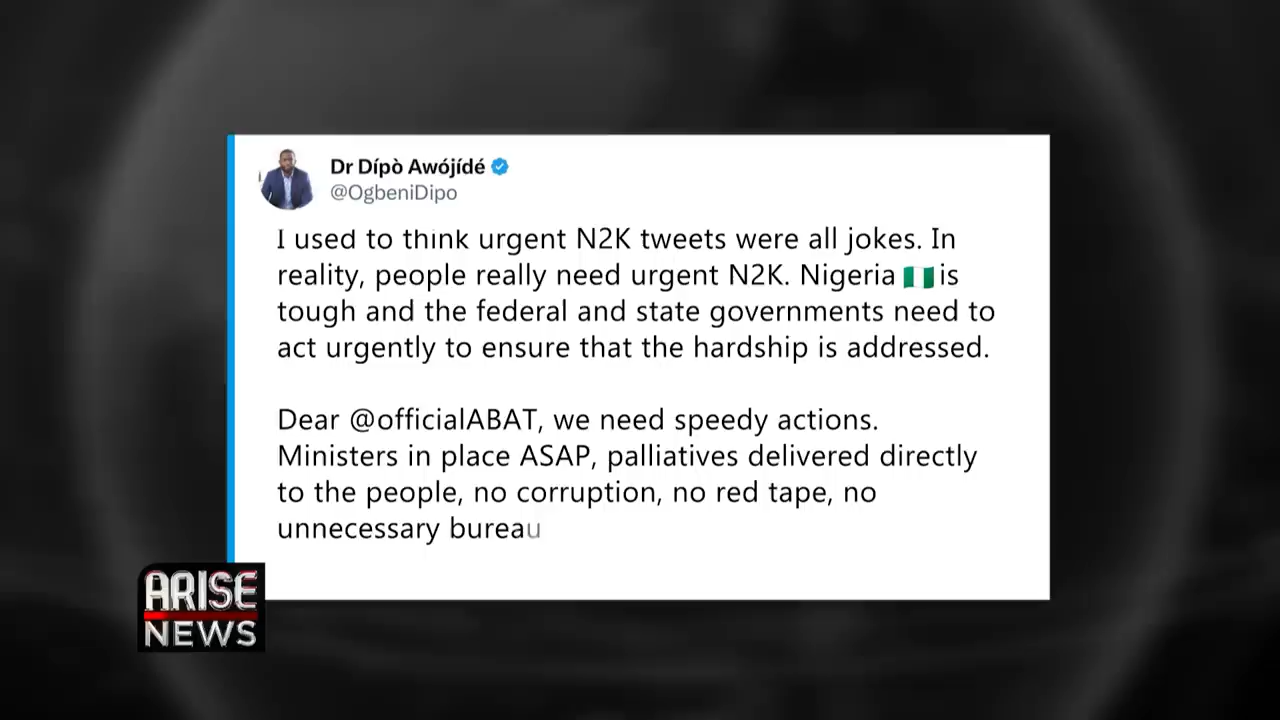 Dr Dípò Awójídé
@OgbeniDipo
I used to think urgent N2K tweets were all jokes. In
reality, people really need urgent N2K. Nigeria 🇳🇬 is
tough and the federal and state governments need to
act urgently to ensure that the hardship is addressed.
Dear @officialABAT, we need speedy actions.
Ministers in place ASAP, palliatives delivered directly
to the people, no corruption, no red tape, no
unnecessary bureau
ARISE
NEWS